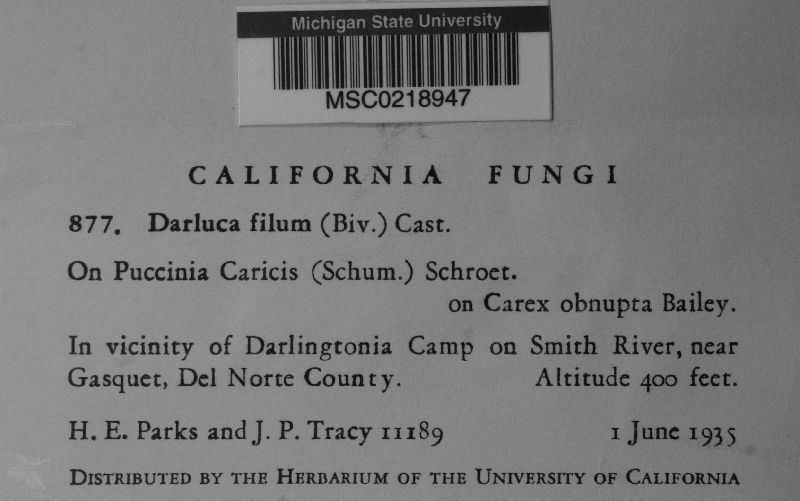 Michigan State University
MSC0218947
CALIFORNIA FUNGI
877. Darluca filum (Biv.) Cast.
On Puccinia Caricis (Schum.) Schroet.
on Carex obnupta Bailey.
In vicinity of Darlingtonia Camp on Smith River, near
Gasquet, Del Norte County. Altitude 400 feet.
H. E. Parks and J. P. Tracy 11189 1 June 1935
DISTRIBUTED BY THE HERBARIUM OF THE UNIVERSITY OF CALIFORNIA